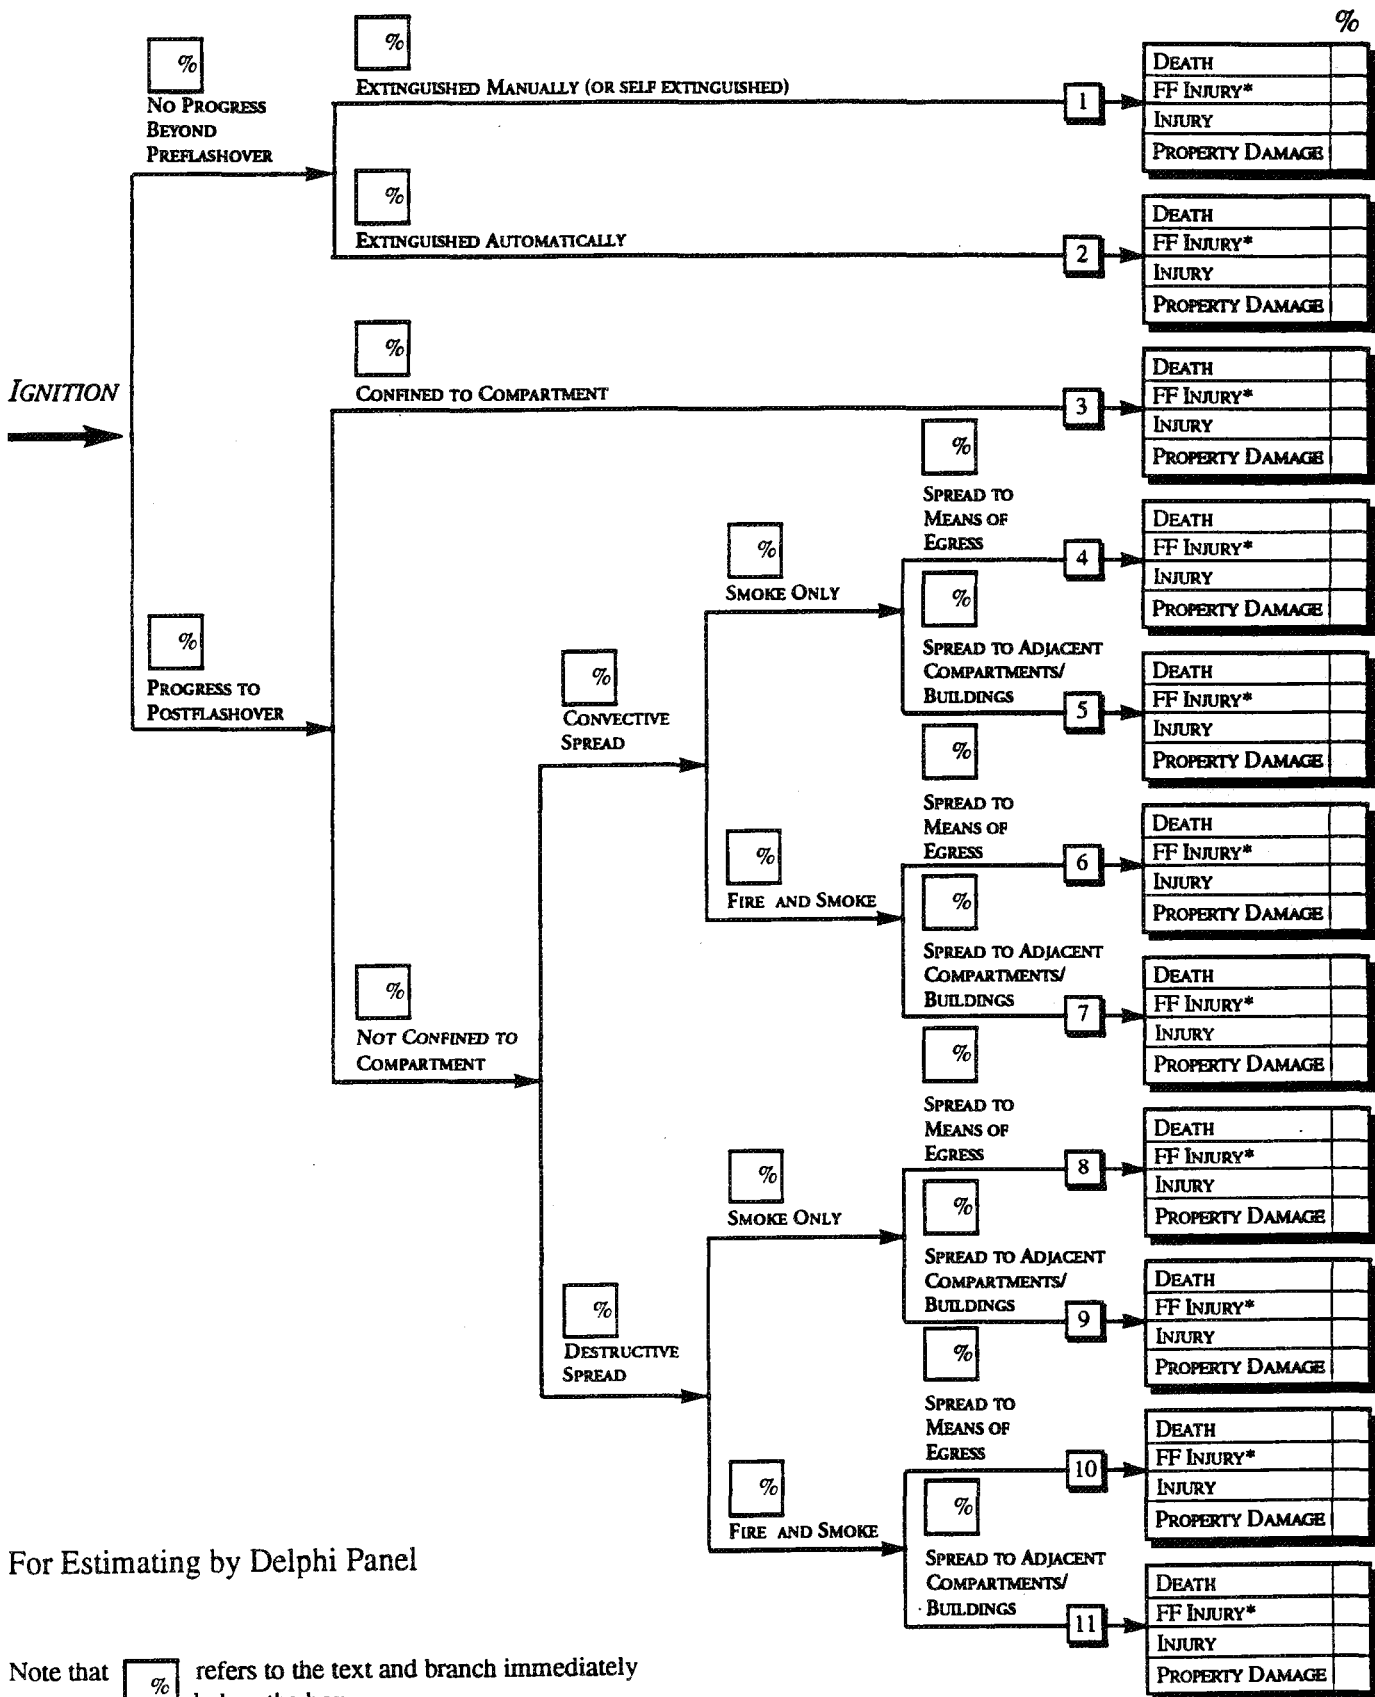 %
%
EXTINGUISHED MANUALLY (OR SELF EXTINGUISHED)
1
DEATH
FF INJURY*
INJURY
PROPERTY DAMAGE
%
NO PROGRESS
BEYOND
PREFLASHOVER
%
EXTINGUISHED AUTOMATICALLY
2
DEATH
FF INJURY*
INJURY
PROPERTY DAMAGE
IGNITION
%
CONFINED TO COMPARTMENT
3
DEATH
FF INJURY*
INJURY
PROPERTY DAMAGE
%
PROGRESS TO
POSTFLASHOVER
%
NOT CONFINED TO
COMPARTMENT
%
CONVECTIVE
SPREAD
%
SMOKE ONLY
%
SPREAD TO
MEANS OF
EGRESS
4
DEATH
FF INJURY*
INJURY
PROPERTY DAMAGE
%
SPREAD TO ADJACENT
COMPARTMENTS/
BUILDINGS
5
DEATH
FF INJURY*
INJURY
PROPERTY DAMAGE
%
FIRE AND SMOKE
%
SPREAD TO
MEANS OF
EGRESS
6
DEATH
FF INJURY*
INJURY
PROPERTY DAMAGE
%
SPREAD TO ADJACENT
COMPARTMENTS/
BUILDINGS
7
DEATH
FF INJURY*
INJURY
PROPERTY DAMAGE
%
DESTRUCTIVE
SPREAD
%
SMOKE ONLY
%
SPREAD TO
MEANS OF
EGRESS
8
DEATH
FF INJURY*
INJURY
PROPERTY DAMAGE
%
SPREAD TO ADJACENT
COMPARTMENTS/
BUILDINGS
9
DEATH
FF INJURY*
INJURY
PROPERTY DAMAGE
%
FIRE AND SMOKE
%
SPREAD TO
MEANS OF
EGRESS
10
DEATH
FF INJURY*
INJURY
PROPERTY DAMAGE
%
SPREAD TO ADJACENT
COMPARTMENTS/
BUILDINGS
11
DEATH
FF INJURY*
INJURY
PROPERTY DAMAGE
For Estimating by Delphi Panel
Note that % refers to the text and branch immediately